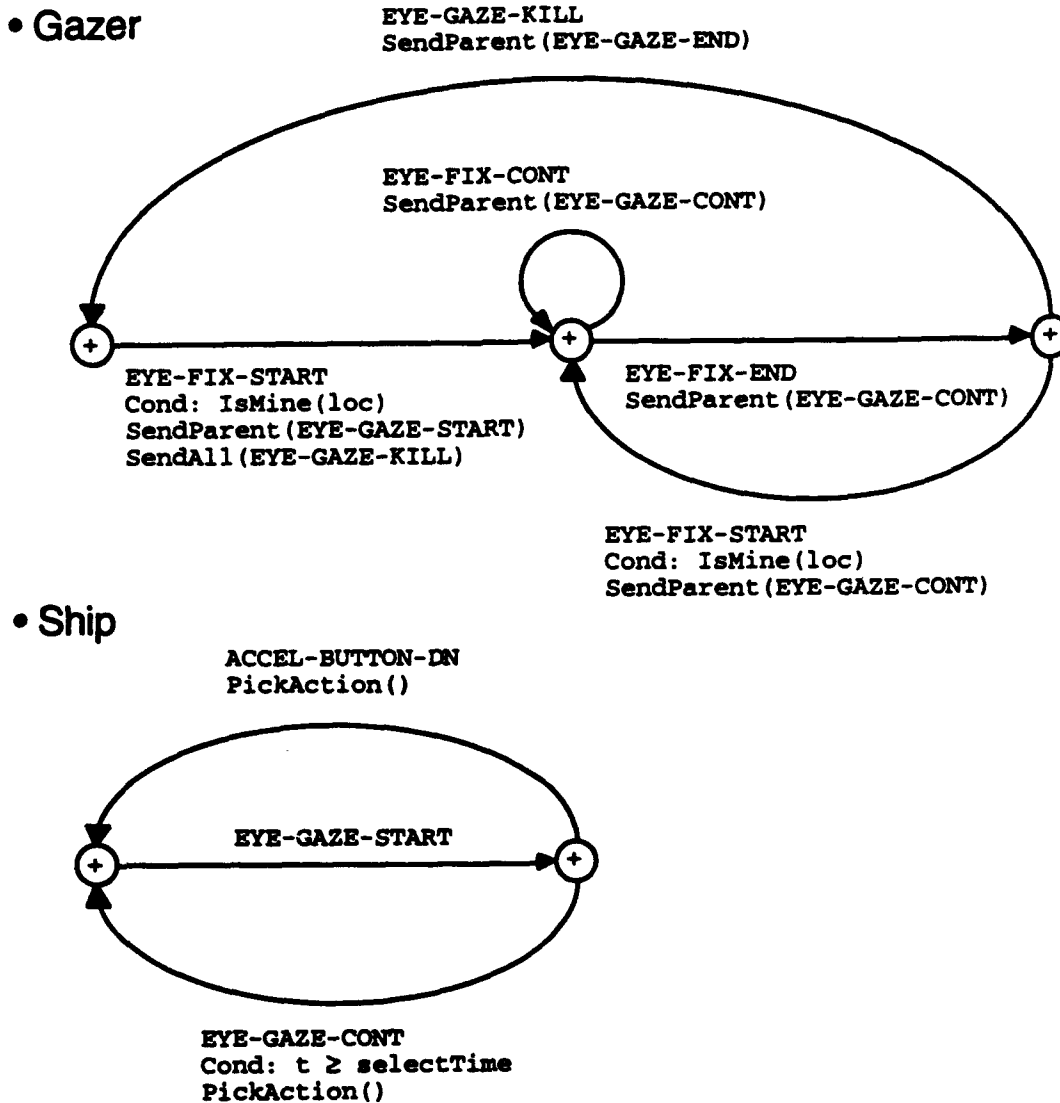 • Gazer
EYE-GAZE-KILL
SendParent(EYE-GAZE-END)
EYE-FIX-CONT
SendParent(EYE-GAZE-CONT)
+
+
+
EYE-FIX-START
Cond: IsMine(loc)
SendParent(EYE-GAZE-START)
SendAll(EYE-GAZE-KILL)
EYE-FIX-END
SendParent(EYE-GAZE-CONT)
EYE-FIX-START
Cond: IsMine(loc)
SendParent(EYE-GAZE-CONT)
• Ship
ACCEL-BUTTON-DN
PickAction()
EYE-GAZE-START
+
+
EYE-GAZE-CONT
Cond: t ≥ selectTime
PickAction()